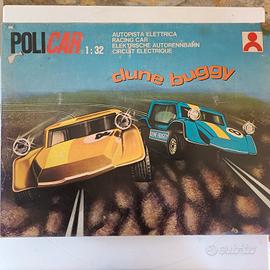 POLICAR 1:32
AUTOPISTA ELETTRICA
RACING CAR
ELEKTRISCHE AUTORENNBAHN
CIRCUIT ELECTRIQUE
dune buggy
subito